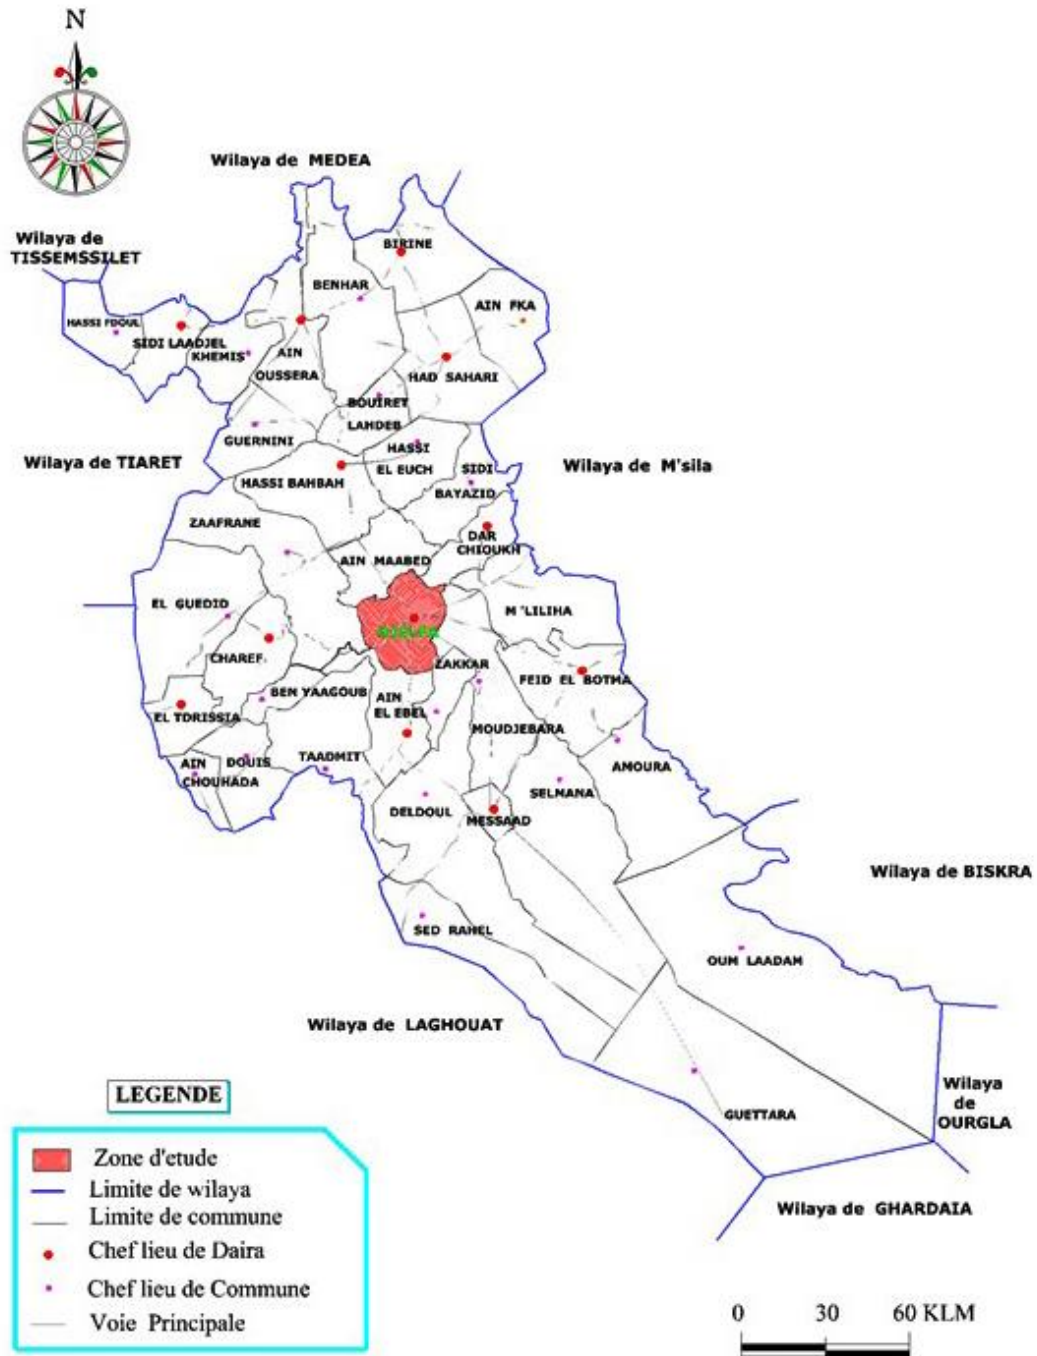 N
Wilaya de MEDEA
Wilaya de
TISSEMSSILET
BIRINE
BENHAR
AIN FKA
HASSI FDOUL
SIDI LAADJEL
KHEMIS
AIN
OUSSERA
HAD SAHARI
BOUIRET
LAHDEB
GUERNINI
HASSI
EL EUCH
Wilaya de TIARET
Wilaya de M'sila
HASSI BAHBAH
SIDI
BAYAZID
ZAAFRANE
DAR
CHIOUKH
AIN MAABED
EL GUEDID
M'LILIHA
CHAREF
ZAKKAR
FEID EL BOTMA
BEN YAAGOUB
AIN
EL EBEL
EL TDRISSIA
MOUDJEBARA
AIN
CHOUHADA
DOUIS
TAADMIT
AMOURA
SELMANA
DELDOUL
MESSAAD
Wilaya de BISKRA
SED RAHEL
OUM LAADAM
Wilaya de LAGHOUAT
Wilaya
de
OURGLA
GUETTARA
Wilaya de GHARDAIA
LEGENDE
Zone d'etude
Limite de wilaya
Limite de commune
Chef lieu de Daira
Chef lieu de Commune
Voie Principale
0 30 60 KLM